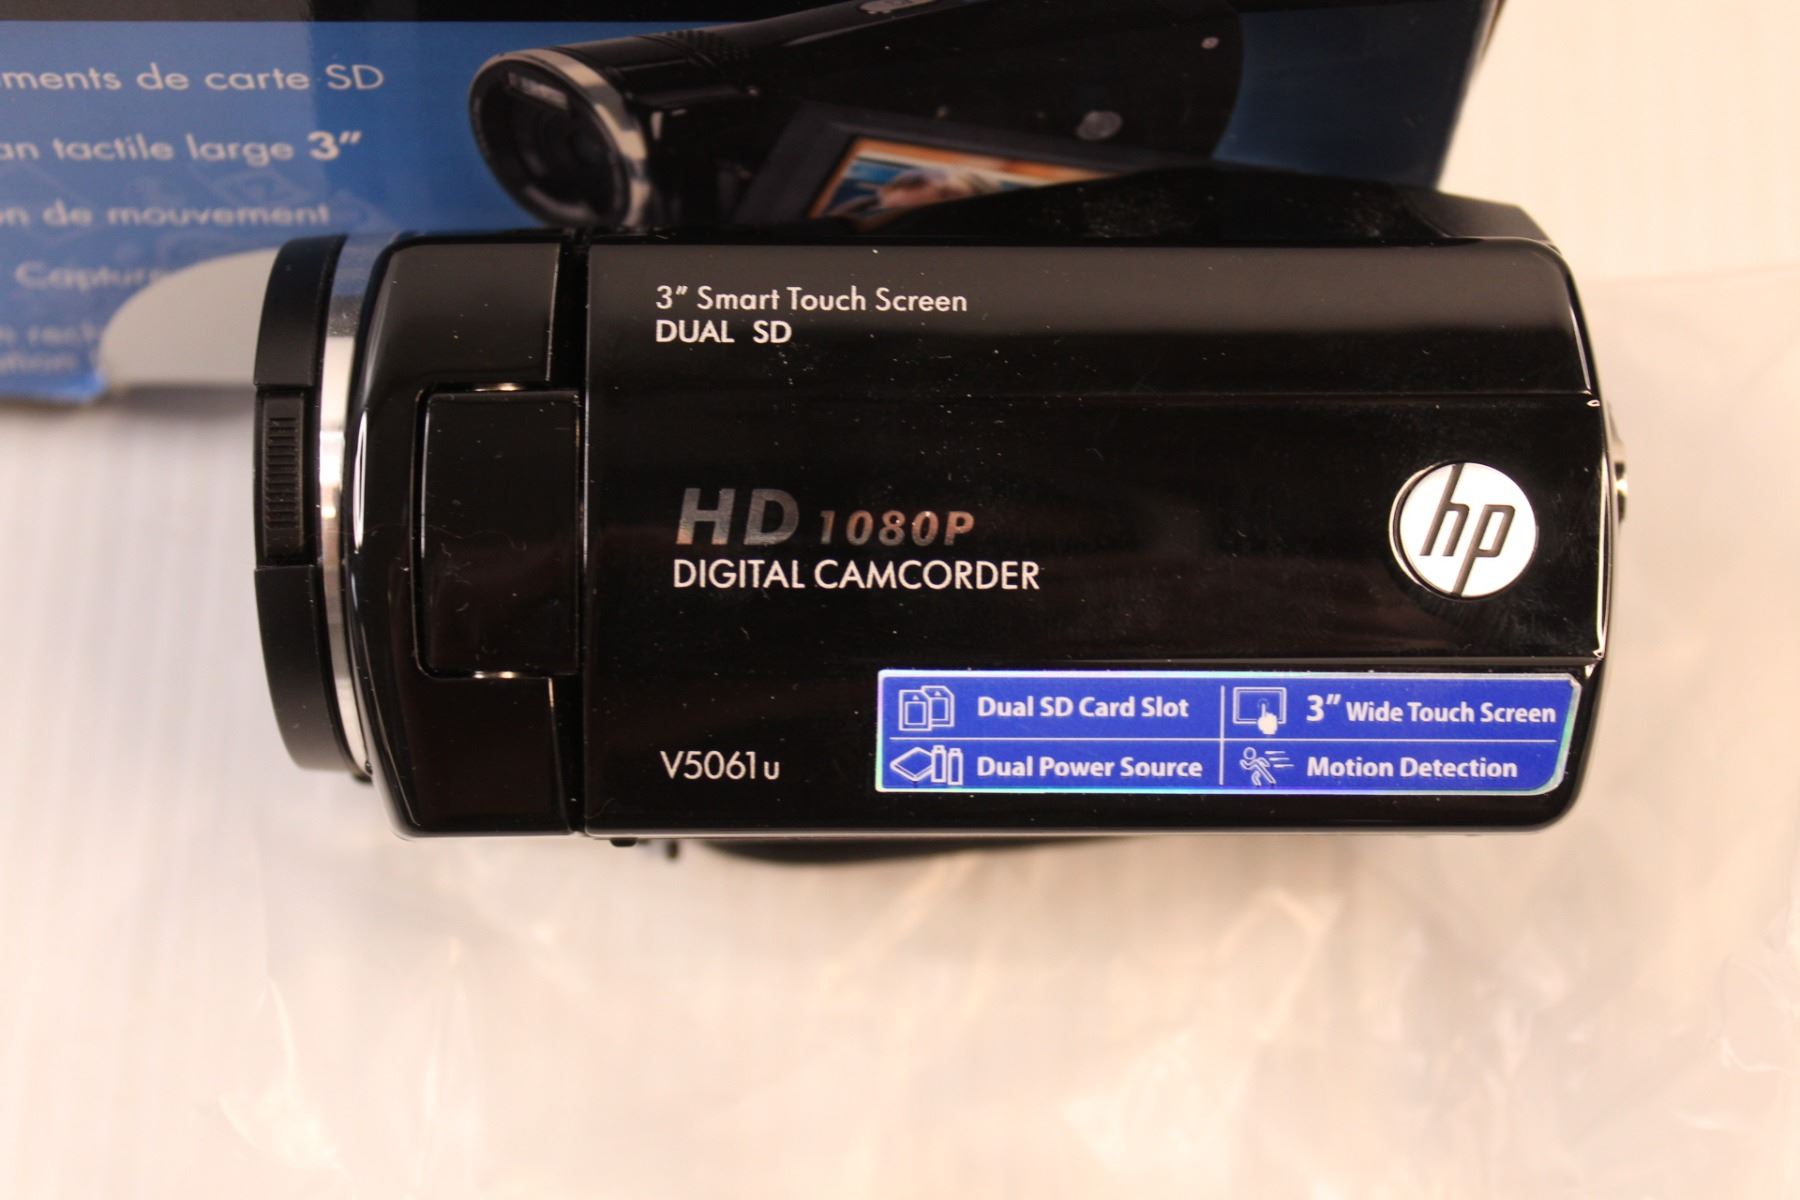 ments de carte SD
an tactile large 3"
on de mouvement
Capture
3" Smart Touch Screen
DUAL SD
HD 1080P
DIGITAL CAMCORDER
hp
Dual SD Card Slot
3" Wide Touch Screen
Dual Power Source
Motion Detection
V5061u